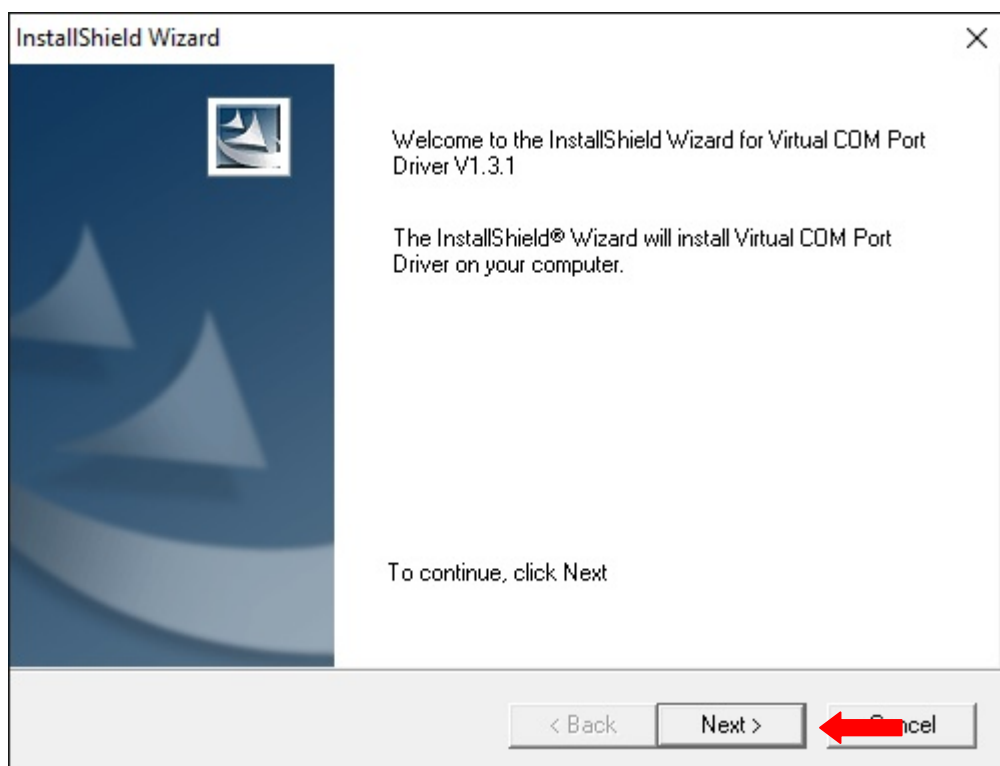 InstallShield Wizard
Welcome to the InstallShield Wizard for Virtual COM Port
Driver V1.3.1
The InstallShield® Wizard will install Virtual COM Port
Driver on your computer.
To continue, click Next
< Back
Next >